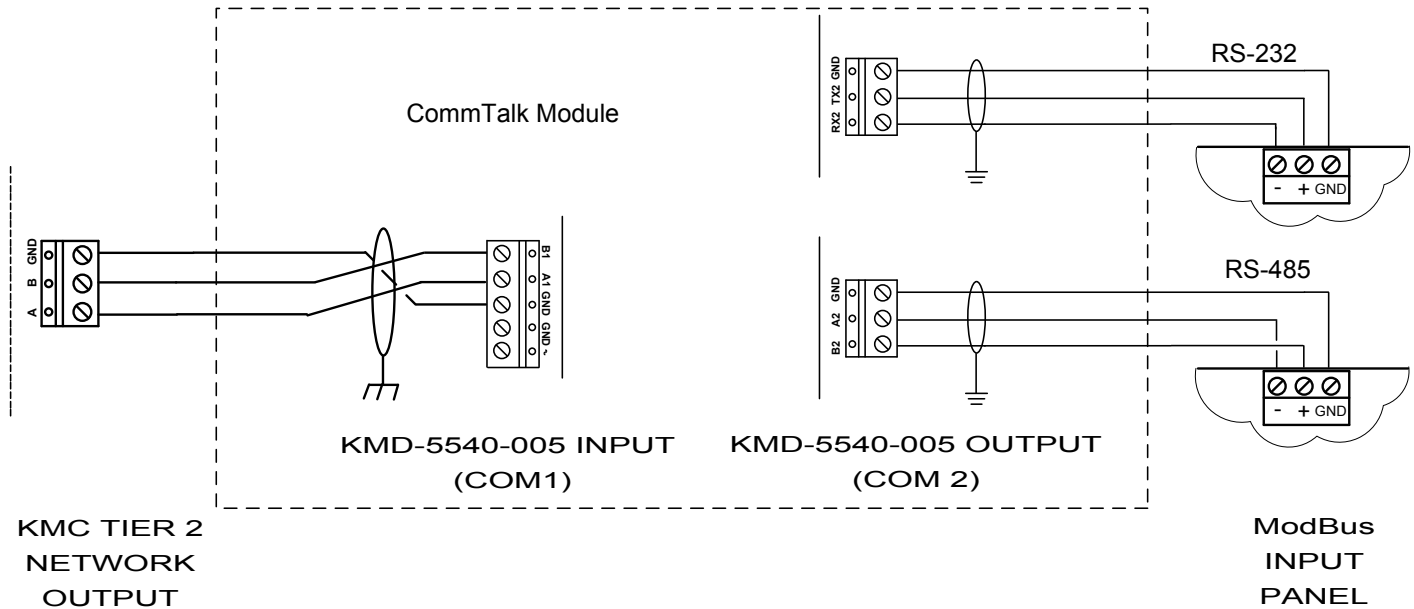 CommTalk Module
GND
B
A
B1
A1
GND
GND
~
GND
TX2
RX2
RS-232
- + GND
GND
A2
B2
RS-485
- + GND
KMD-5540-005 INPUT
(COM1)
KMD-5540-005 OUTPUT
(COM 2)
KMC TIER 2
NETWORK
OUTPUT
ModBus
INPUT
PANEL